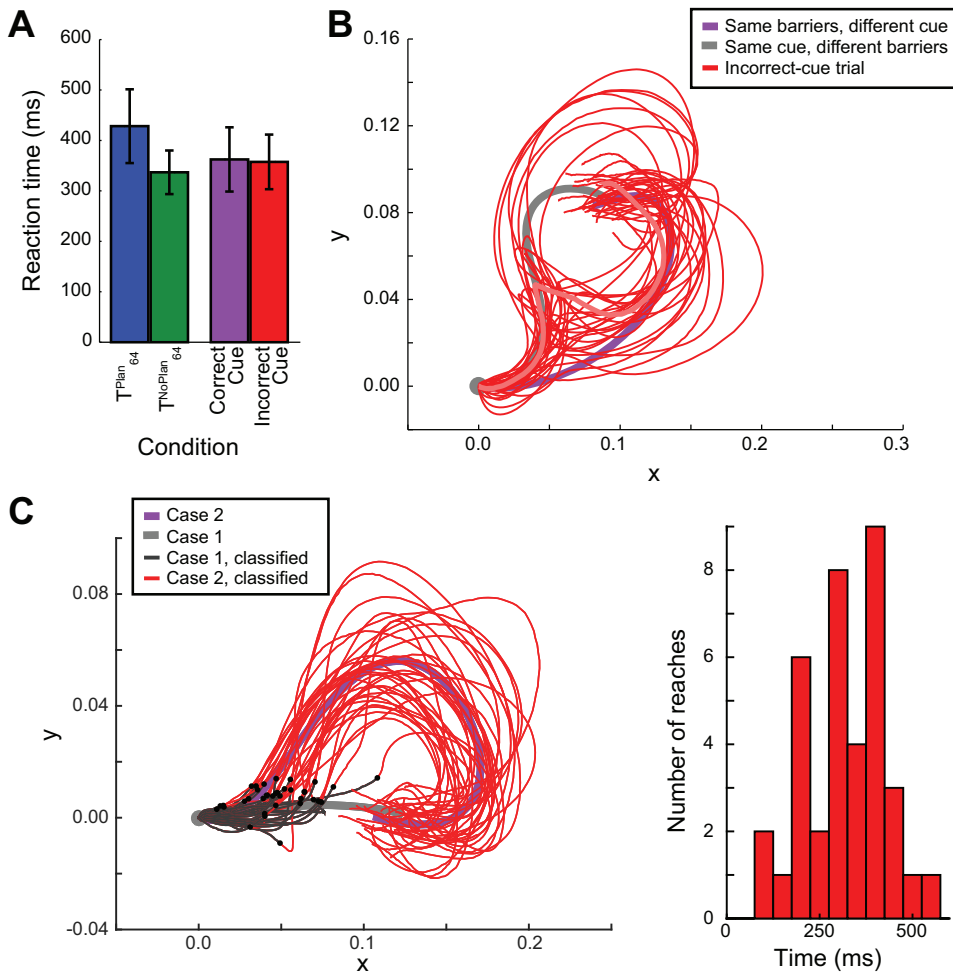 A
600
500
400
300
200
100
0
Reaction time (ms)
T^Plan_64
T^NoPlan_64
Correct
Cue
Incorrect
Cue
Condition
B
Same barriers, different cue
Same cue, different barriers
Incorrect-cue trial
0.16
0.12
0.08
0.04
0.00
y
0.0
0.1
0.2
0.3
x
C
Case 2
Case 1
Case 1, classified
Case 2, classified
0.08
0.04
0.00
-0.04
y
0.0
0.1
0.2
x
8
6
4
2
0
Number of reaches
0
250
500
Time (ms)